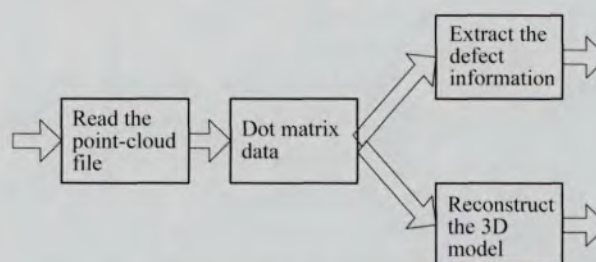 Extract the
defect
information
Read the
point-cloud
file
Dot matrix
data
Reconstruct
the 3D
model